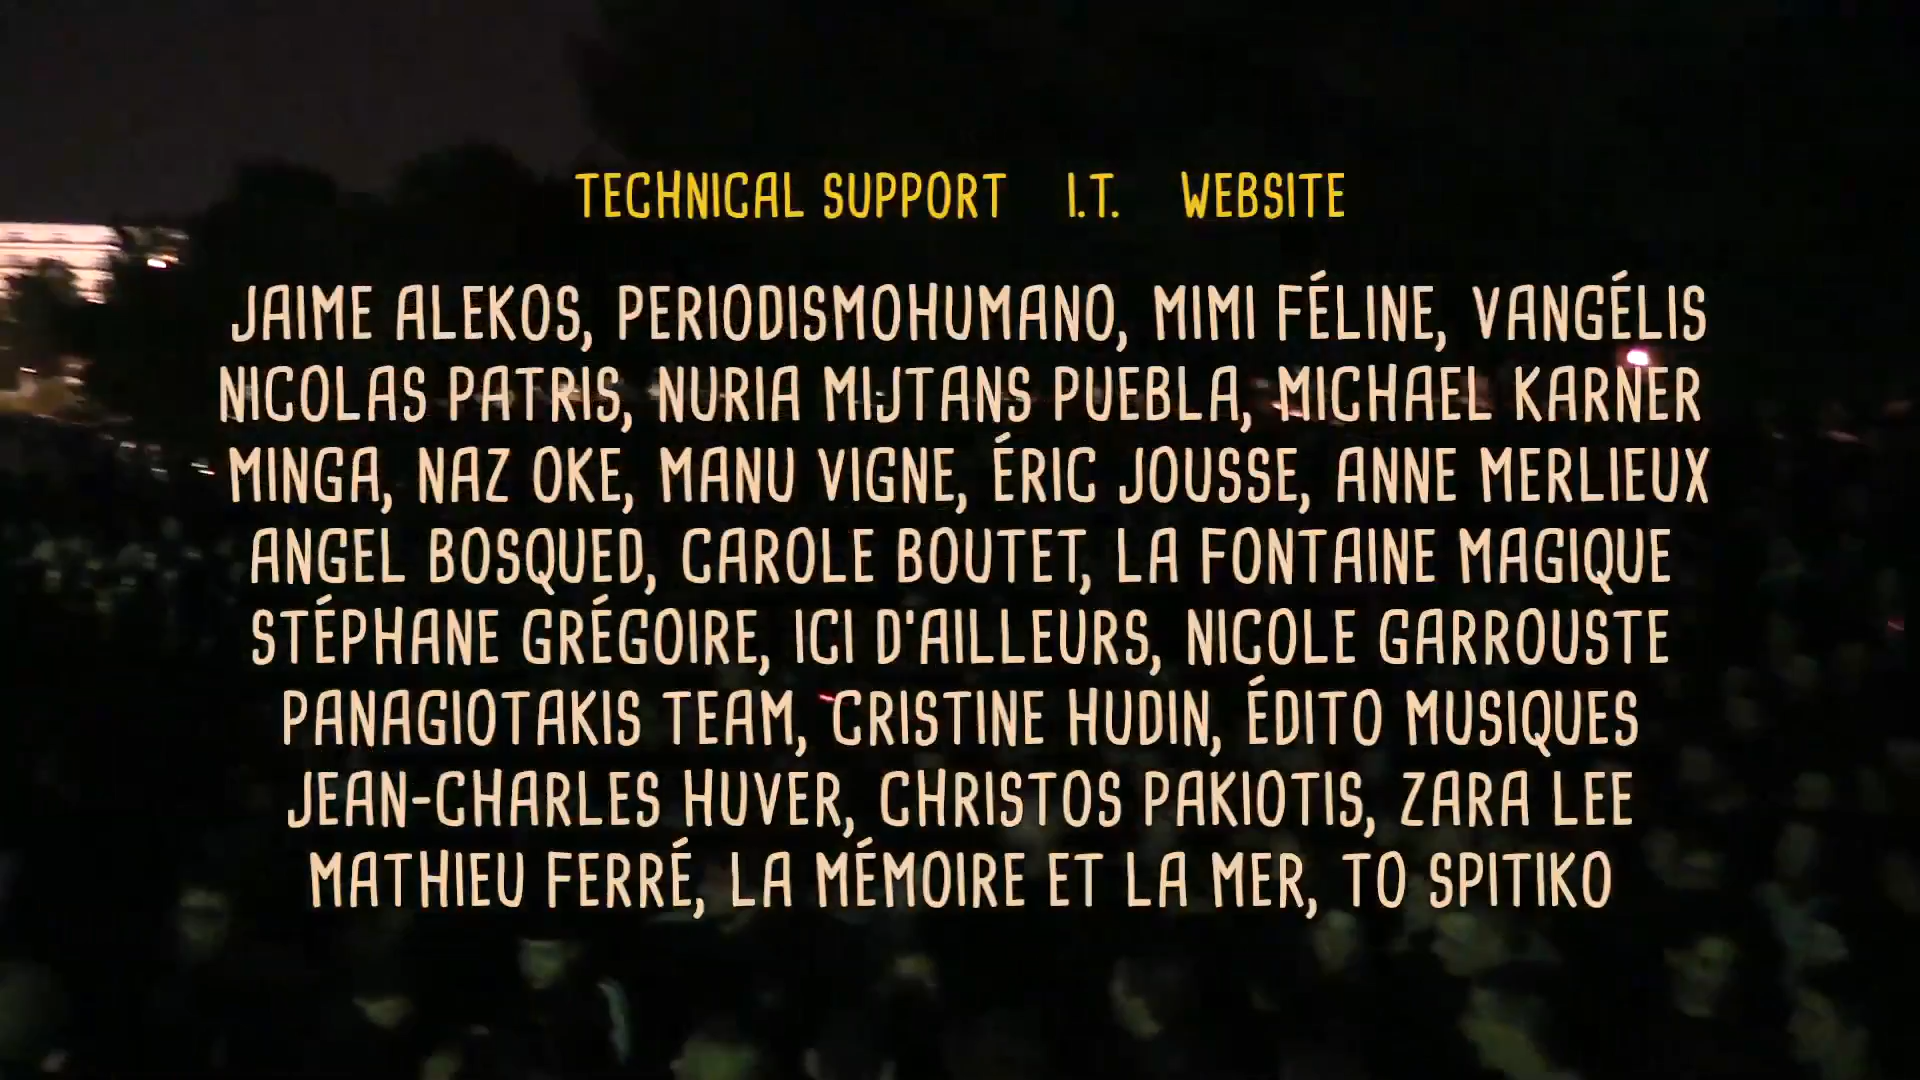 TECHNICAL SUPPORT I.T. WEBSITE
JAIME ALEKOS, PERIODISMOHUMANO, MIMI FÉLINE, VANGÉLIS
NICOLAS PATRIS, NURIA MIJTANS PUEBLA, MICHAEL KARNER
MINGA, NAZ OKE, MANU VIGNE, ÉRIC JOUSSE, ANNE MERLIEUX
ANGEL BOSQUED, CAROLE BOUTET, LA FONTAINE MAGIQUE
STÉPHANE GRÉGOIRE, ICI D'AILLEURS, NICOLE GARROUSTE
PANAGIOTAKIS TEAM, CRISTINE HUDIN, ÉDITO MUSIQUES
JEAN-CHARLES HUVER, CHRISTOS PAKIOTIS, ZARA LEE
MATHIEU FERRÉ, LA MÉMOIRE ET LA MER, TO SPITIKO